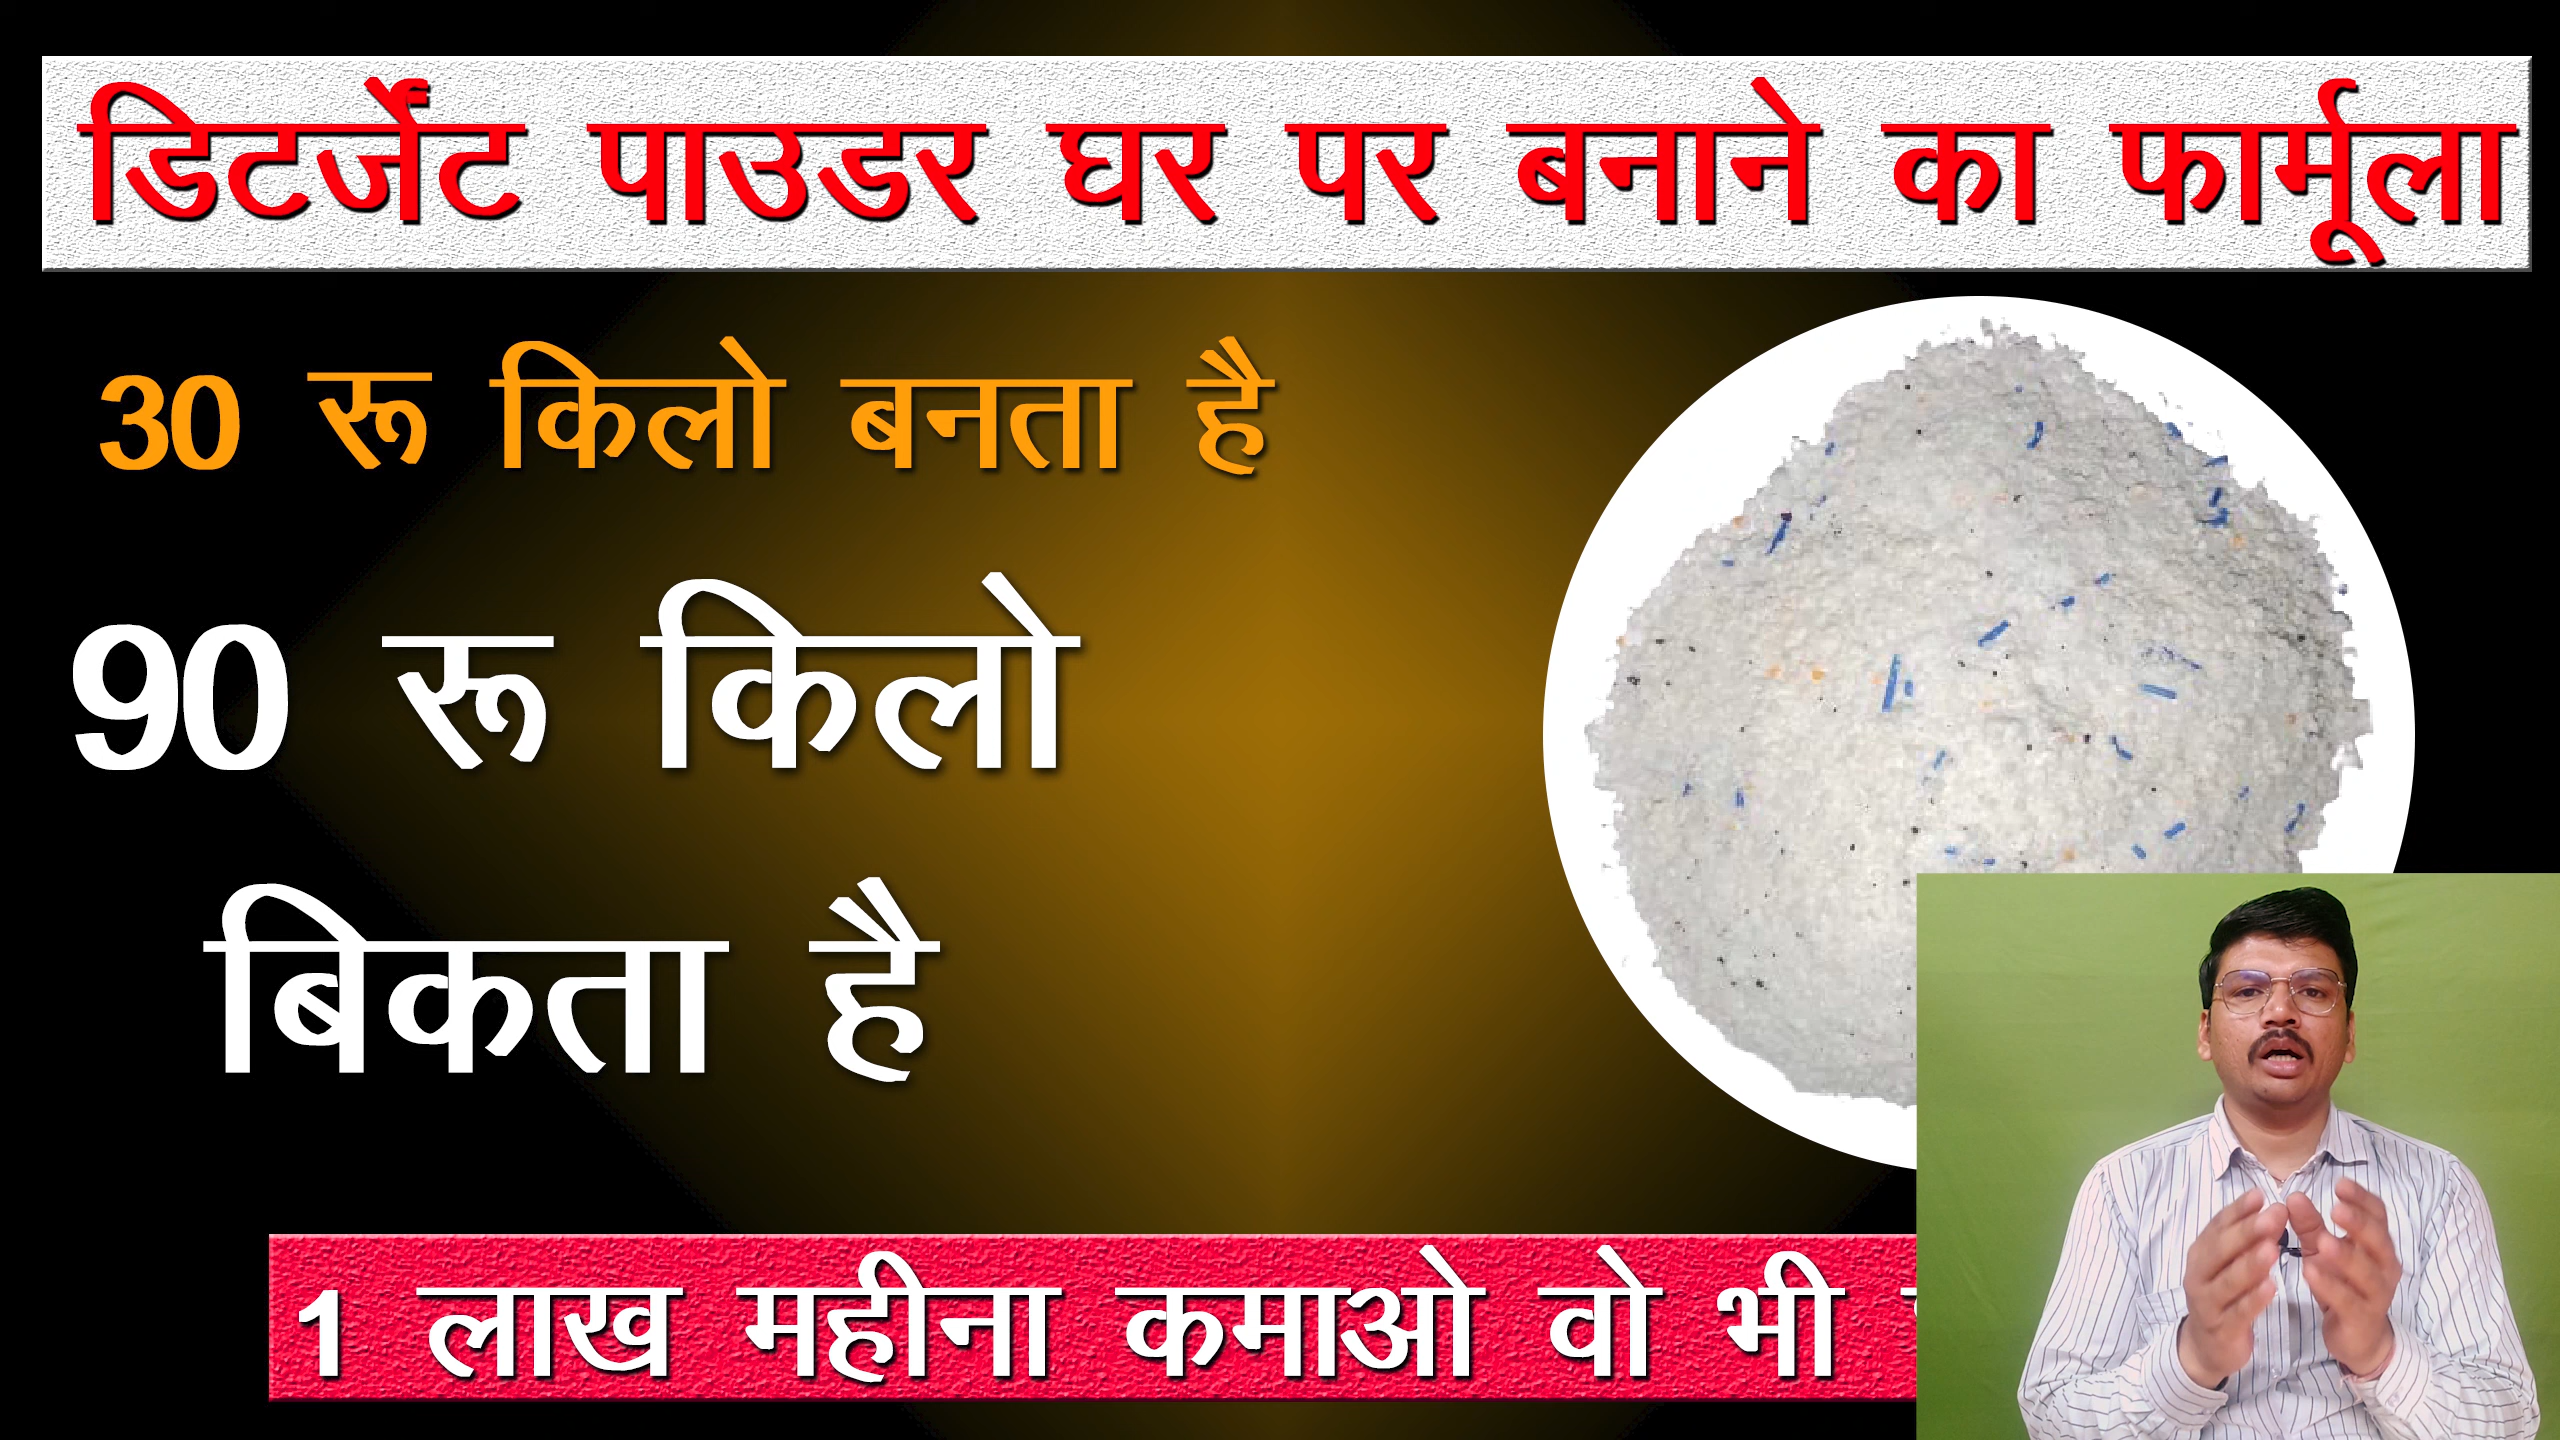 डिटर्जेंट पाउडर घर पर बनाने का फार्मूला
30 रू किलो बनता है
90 रू किलो
बिकता है
1 लाख महीना कमाओ वो भी